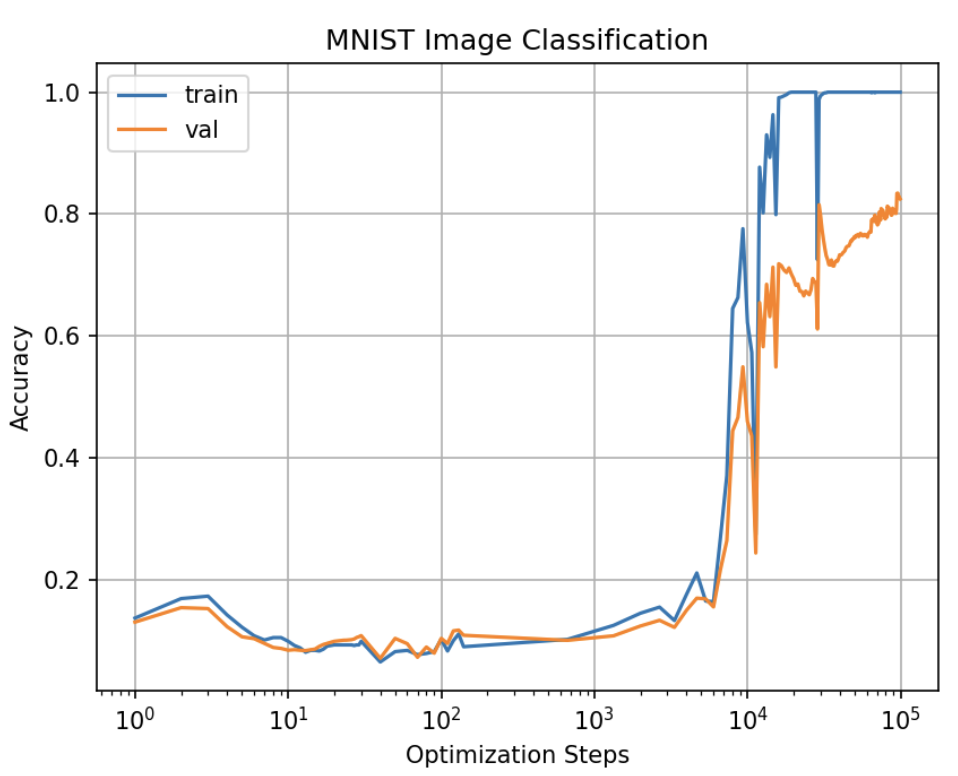 MNIST Image Classification
train
val
1.0
0.8
0.6
0.4
0.2
Accuracy
10⁰ 10¹ 10² 10³ 10⁴ 10⁵
Optimization Steps